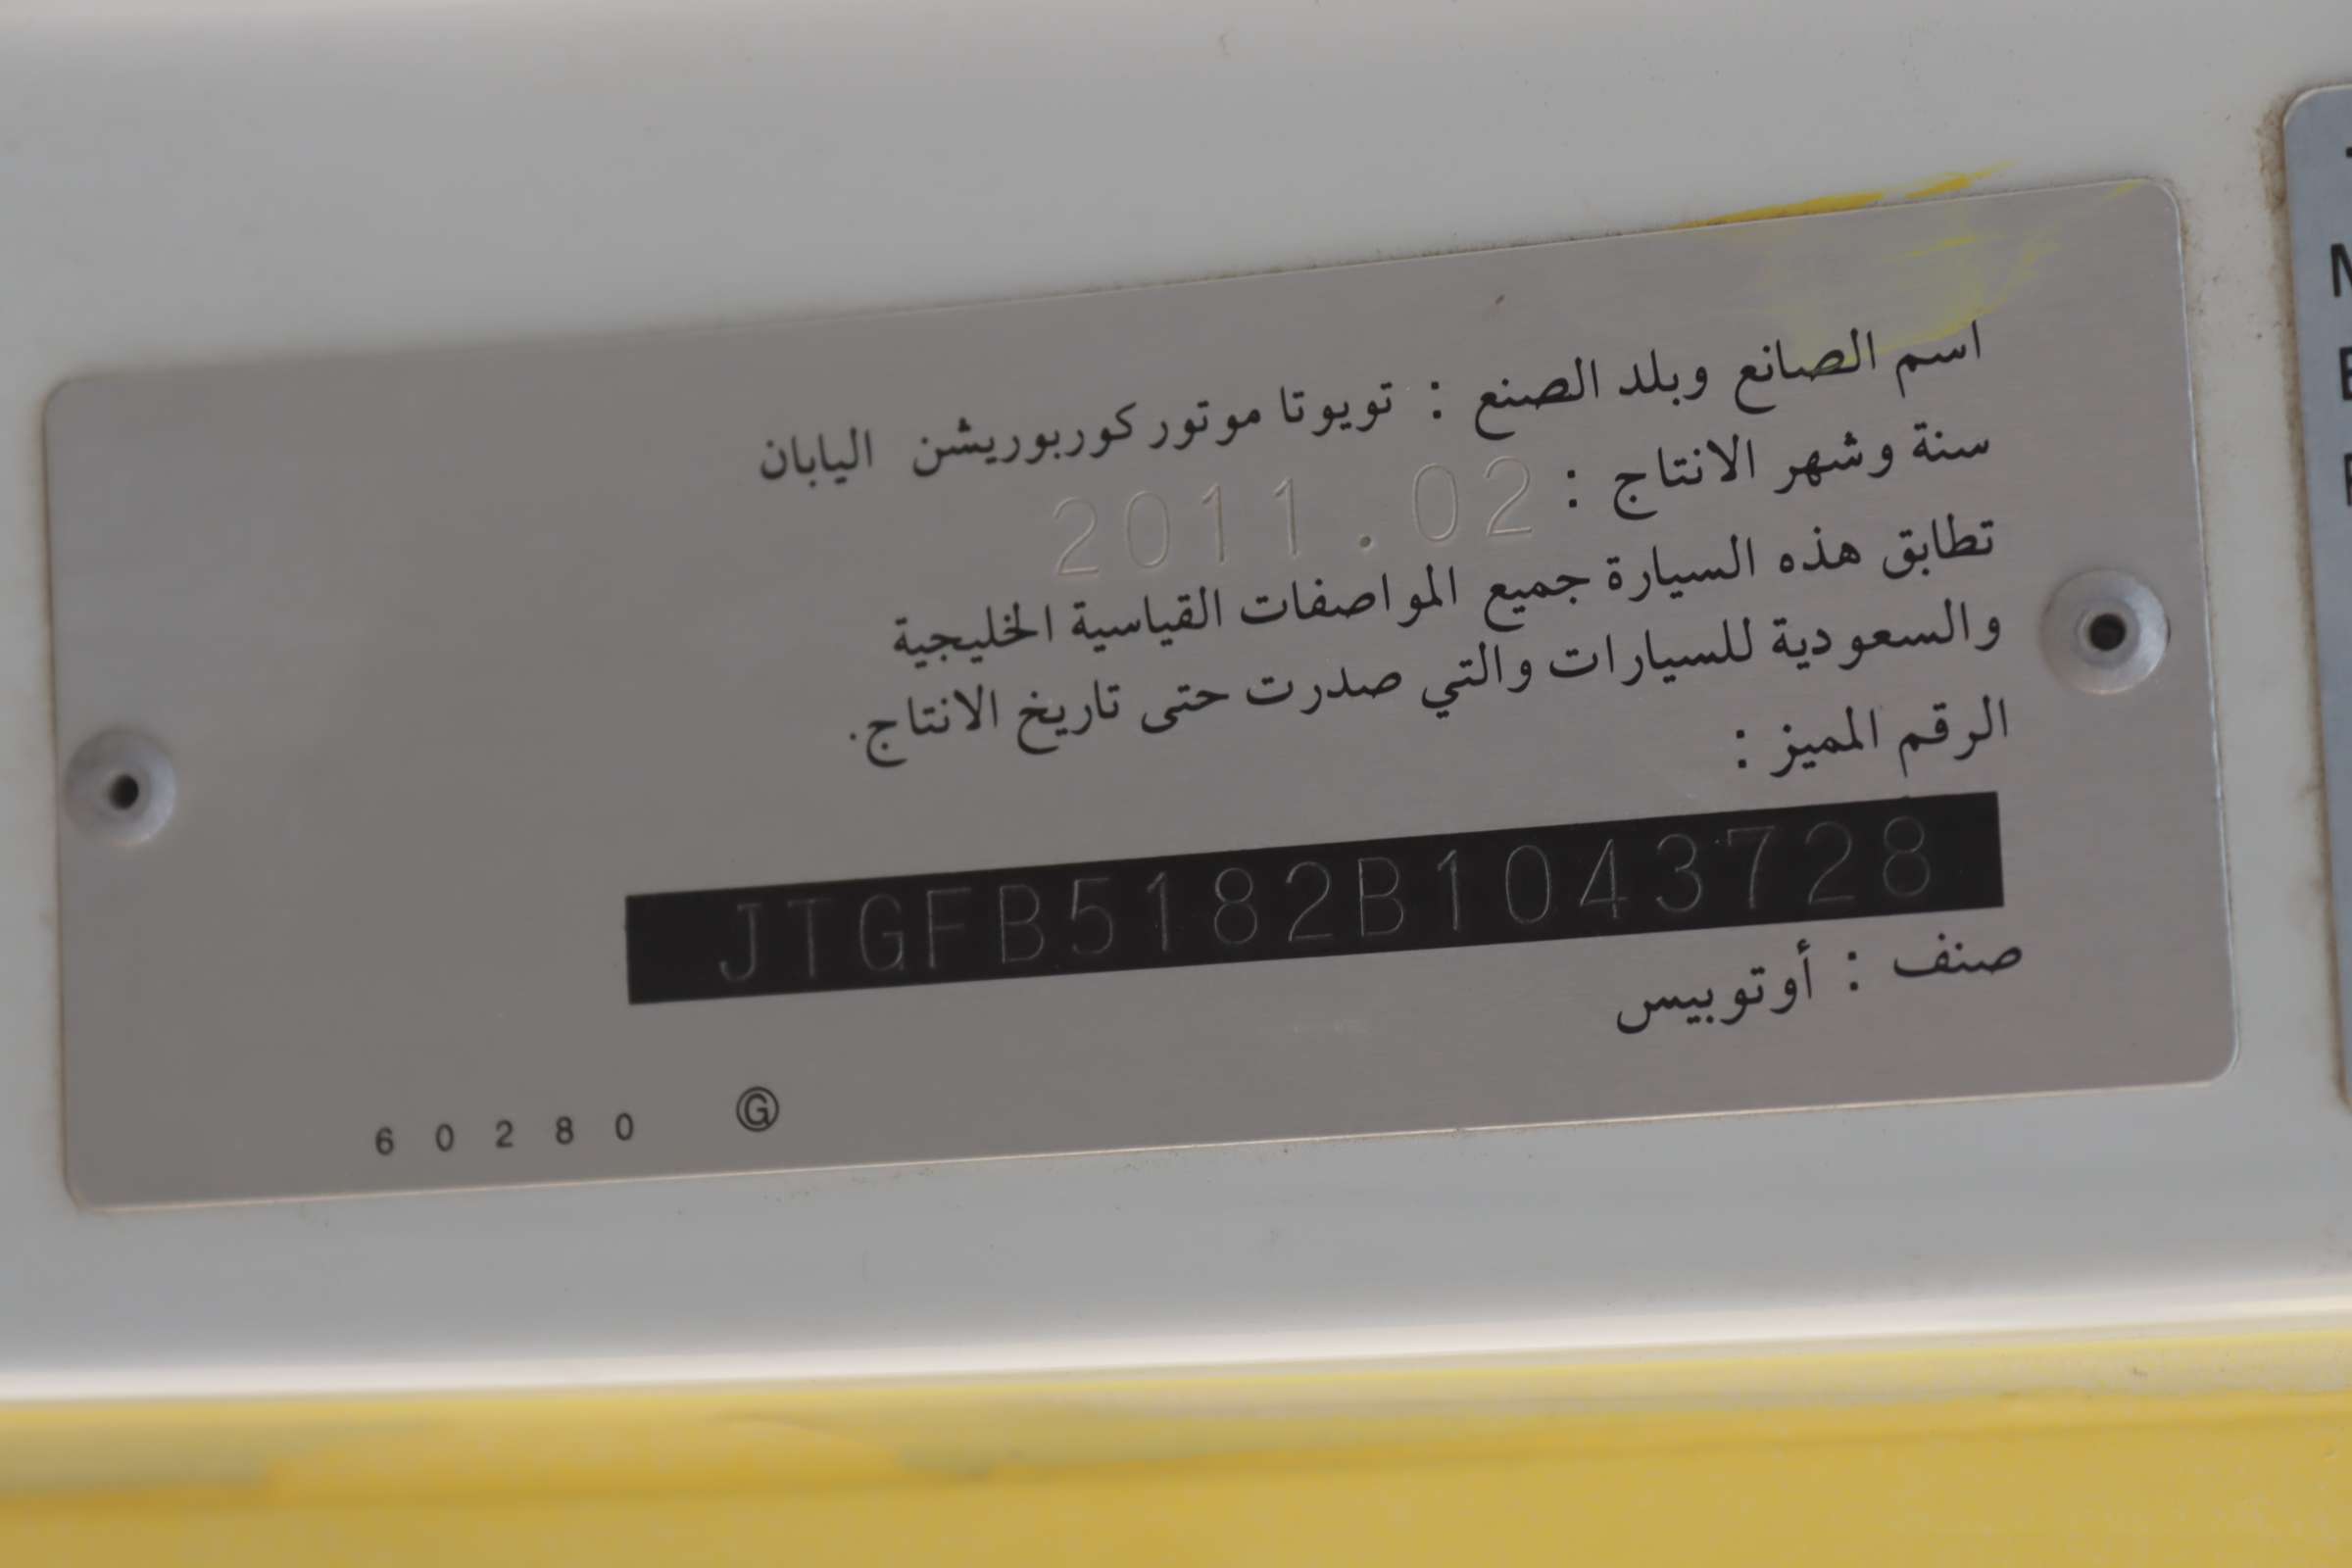 اسم الصانع وبلد الصنع : تويوتا موتور كوربوريشن اليابان
سنة وشهر الانتاج : 2011.02
تطابق هذه السيارة جميع المواصفات القياسية الخليجية
والسعودية للسيارات والتي صدرت حتى تاريخ الانتاج.
الرقم المميز :
JTGFB5182B1043728
صنف : أوتوبيس
60280 Ⓖ